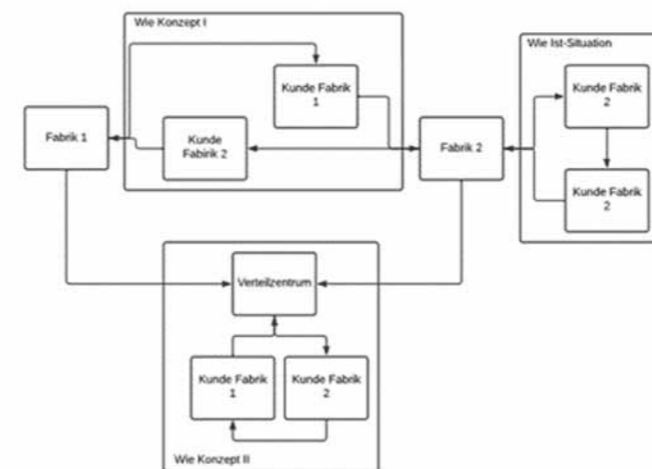 Wie Konzept I
Wie Ist-Situation
Kunde Fabrik
1
Kunde Fabrik
2
Fabrik 1
Kunde
Fabirik 2
Fabrik 2
Kunde Fabrik
2
Verteilzentrum
Kunde Fabrik
1
Kunde Fabrik
2
Wie Konzept II